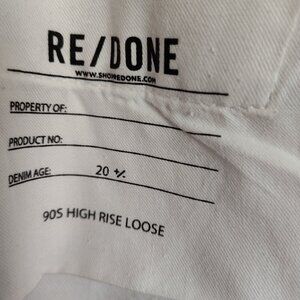 RE/DONE
WWW.SHOPREDONE.COM
PROPERTY OF:
PRODUCT NO:
DENIM AGE: 20 +/-
90S HIGH RISE LOOSE